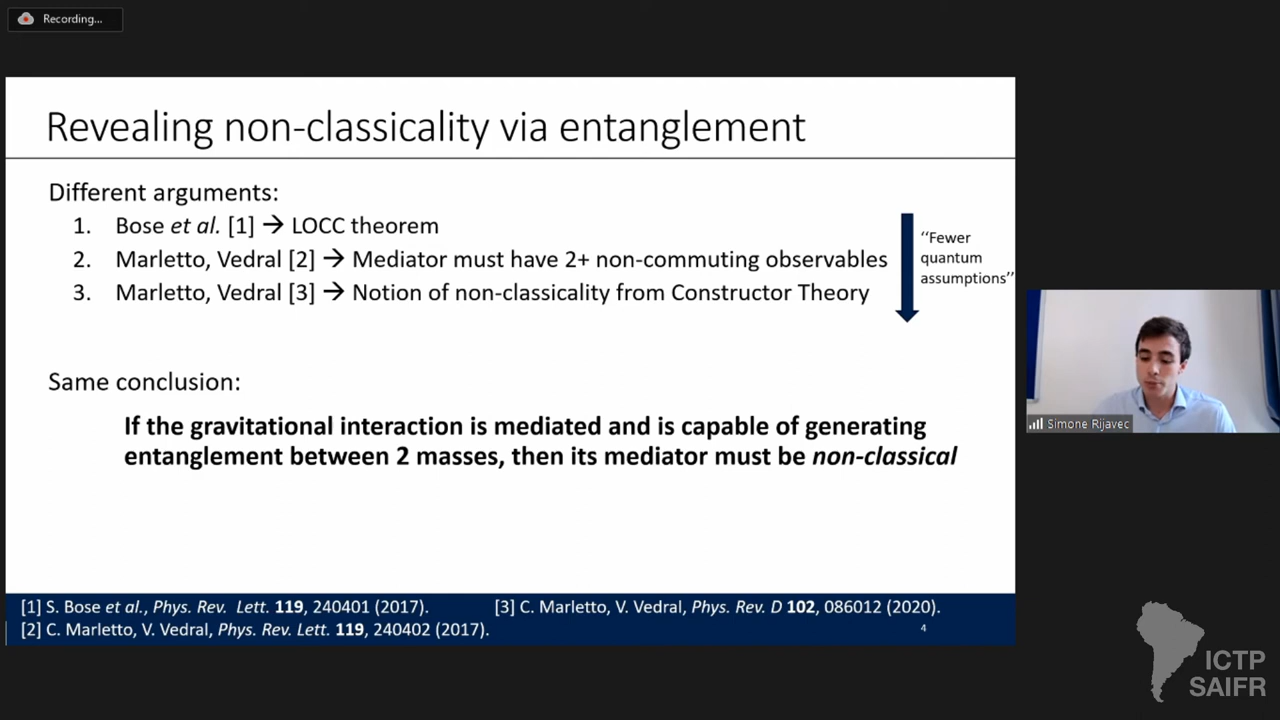 Recording...
Revealing non-classicality via entanglement
Different arguments:
1. Bose et al. [1] → LOCC theorem
2. Marletto, Vedral [2] → Mediator must have 2+ non-commuting observables
3. Marletto, Vedral [3] → Notion of non-classicality from Constructor Theory
‘‘Fewer
quantum
assumptions’’
Same conclusion:
If the gravitational interaction is mediated and is capable of generating
entanglement between 2 masses, then its mediator must be non-classical
[1] S. Bose et al., Phys. Rev. Lett. 119, 240401 (2017).
[2] C. Marletto, V. Vedral, Phys. Rev. Lett. 119, 240402 (2017).
[3] C. Marletto, V. Vedral, Phys. Rev. D 102, 086012 (2020).
4
Simone Rijavec
ICTP
SAIFR